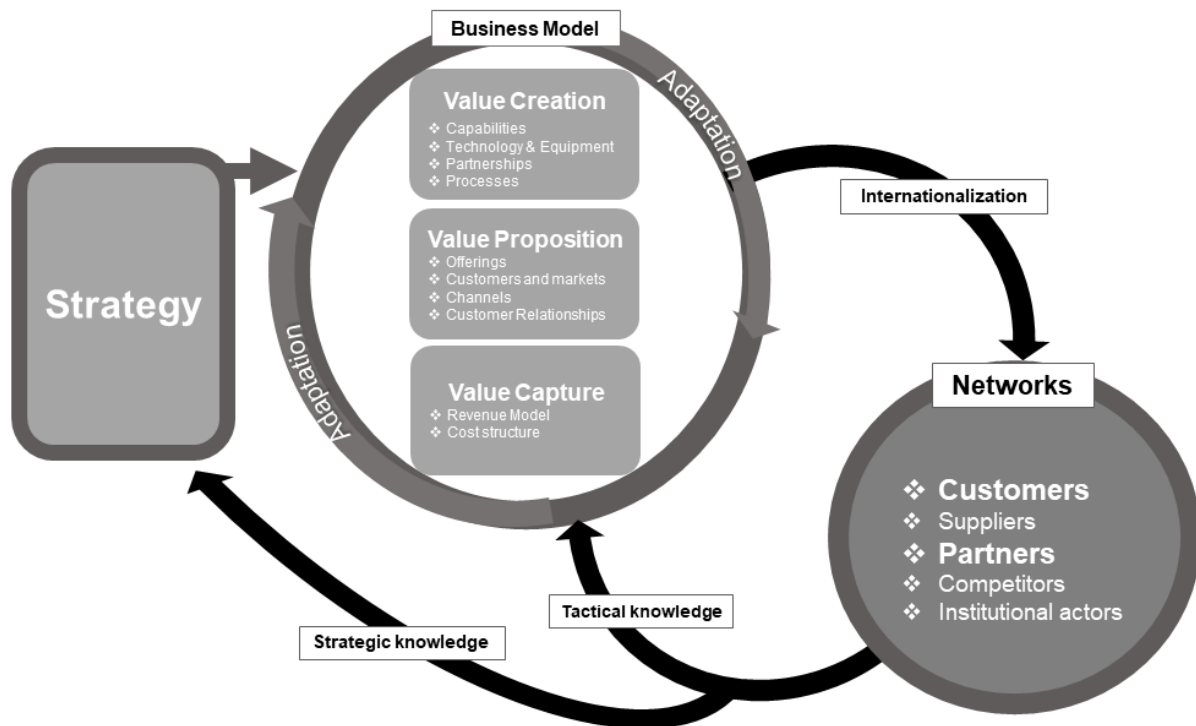 Business Model
Value Creation
❖ Capabilities
❖ Technology & Equipment
❖ Partnerships
❖ Processes
Adaptation
Value Proposition
❖ Offerings
❖ Customers and markets
❖ Channels
❖ Customer Relationships
Value Capture
❖ Revenue Model
❖ Cost structure
Adaptation
Strategy
Internationalization
Networks
❖ Customers
❖ Suppliers
❖ Partners
❖ Competitors
❖ Institutional actors
Tactical knowledge
Strategic knowledge